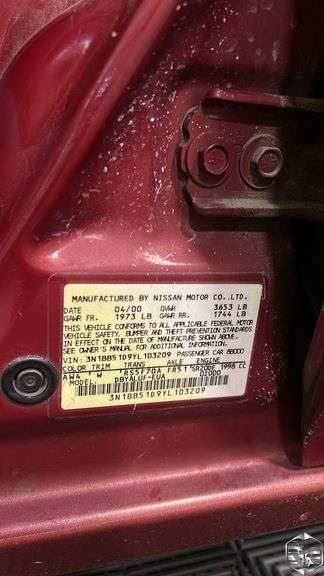 MANUFACTURED BY NISSAN MOTOR CO.,LTD.
DATE 04/00 GVWR 3653 LB
GAWR FR 1973 LB GAWR RR 1744 LB
THIS VEHICLE CONFORMS TO ALL APPLICABLE FEDERAL MOTOR
VEHICLE SAFETY, BUMPER AND THEFT PREVENTION STANDARDS
IN EFFECT ON THE DATE OF MANUFACTURE SHOWN ABOVE.
SEE OWNER'S MANUAL FOR ADDITIONAL INFORMATION.
VIN: 3N1BB51D9YL103209 PASSENGER CAR
COLOR TRIM TRANS AXLE ENGINE
AW4 W RS5F70A SR20DE 1998 CC
MODEL:
3N1BB51D9YL103209